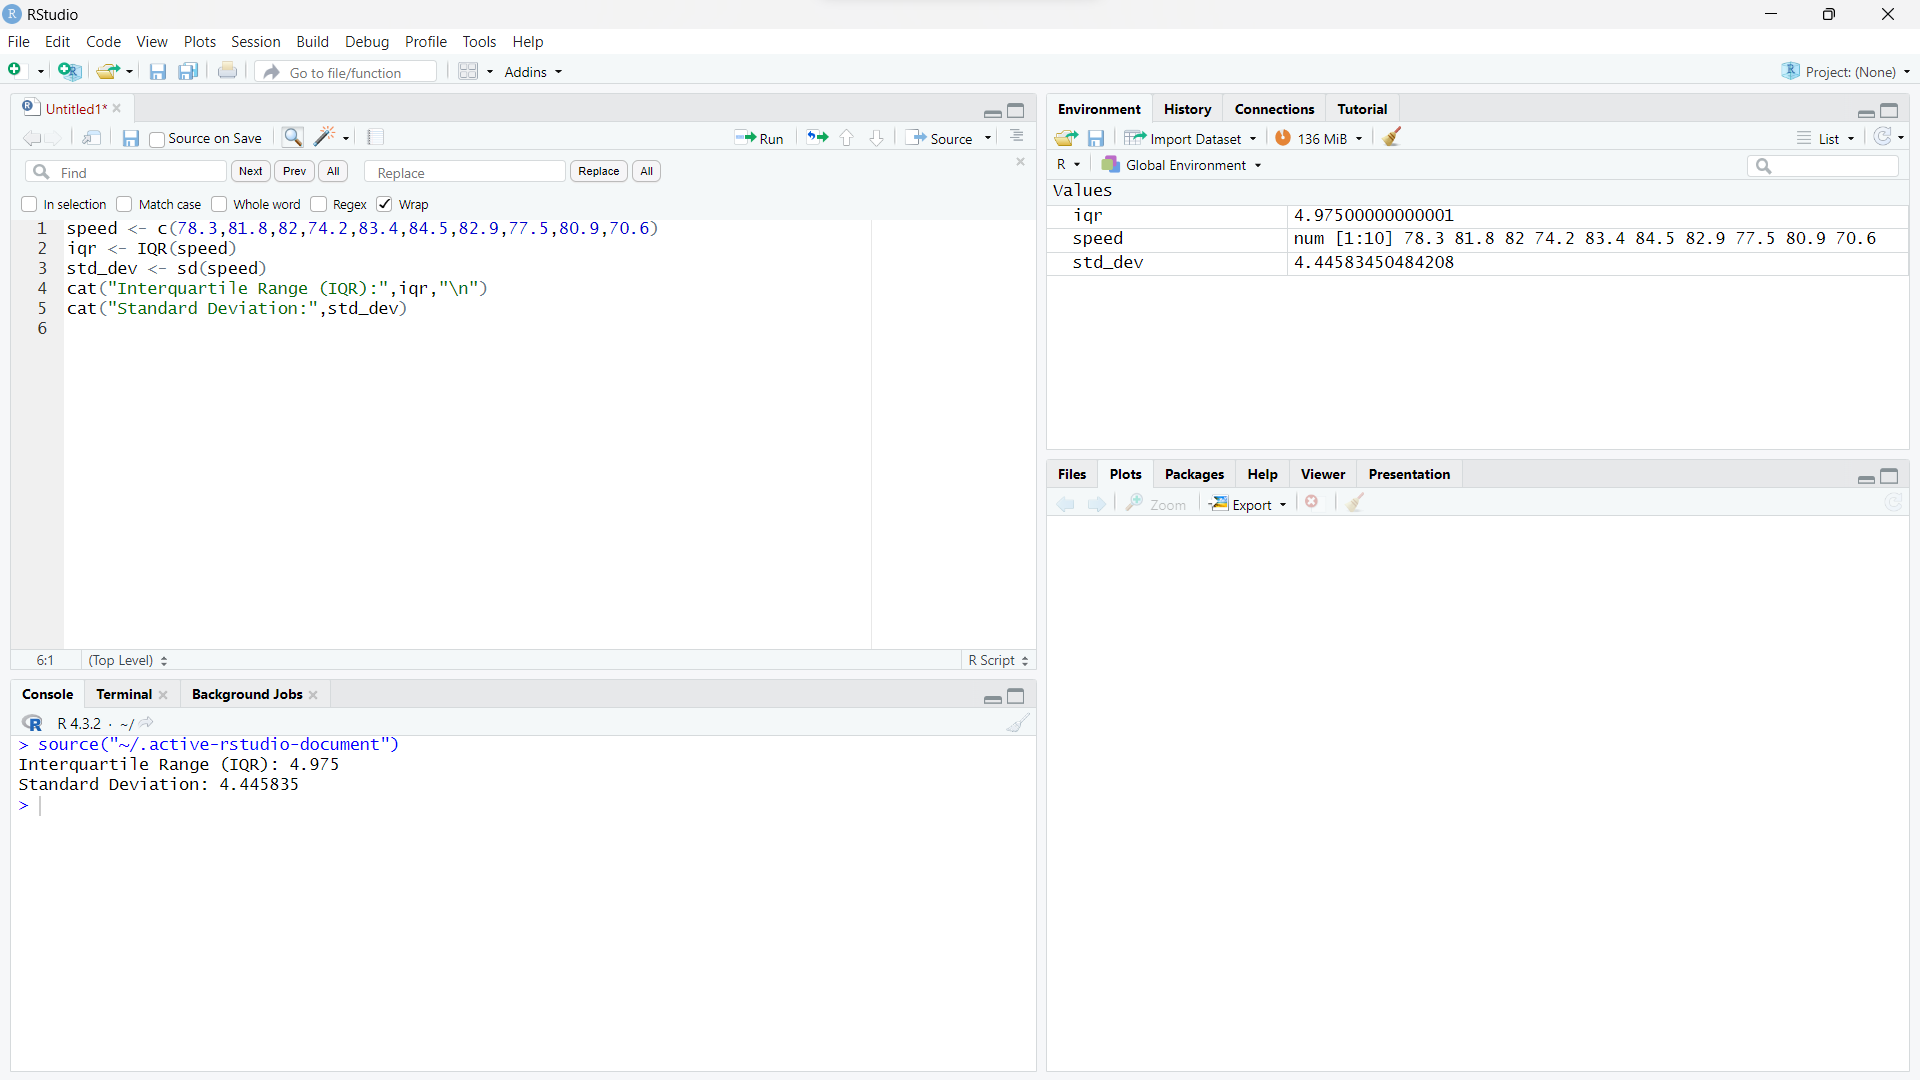 RStudio
File Edit Code View Plots Session Build Debug Profile Tools Help
Go to file/function Addins Project: (None)
Untitled1*
Source on Save Run Source
Find Next Prev All Replace Replace All
In selection Match case Whole word Regex Wrap
1 speed <- c(78.3,81.8,82,74.2,83.4,84.5,82.9,77.5,80.9,70.6)
2 iqr <- IQR(speed)
3 std_dev <- sd(speed)
4 cat("Interquartile Range (IQR):",iqr,"\n")
5 cat("Standard Deviation:",std_dev)
6
6:1 (Top Level) R Script
Console Terminal Background Jobs
R 4.3.2 · ~/
> source("~/.active-rstudio-document")
Interquartile Range (IQR): 4.975
Standard Deviation: 4.445835
>
Environment History Connections Tutorial
Import Dataset 136 MiB List
R Global Environment
Values
iqr 4.97500000000001
speed num [1:10] 78.3 81.8 82 74.2 83.4 84.5 82.9 77.5 80.9 70.6
std_dev 4.44583450484208
Files Plots Packages Help Viewer Presentation
Zoom Export